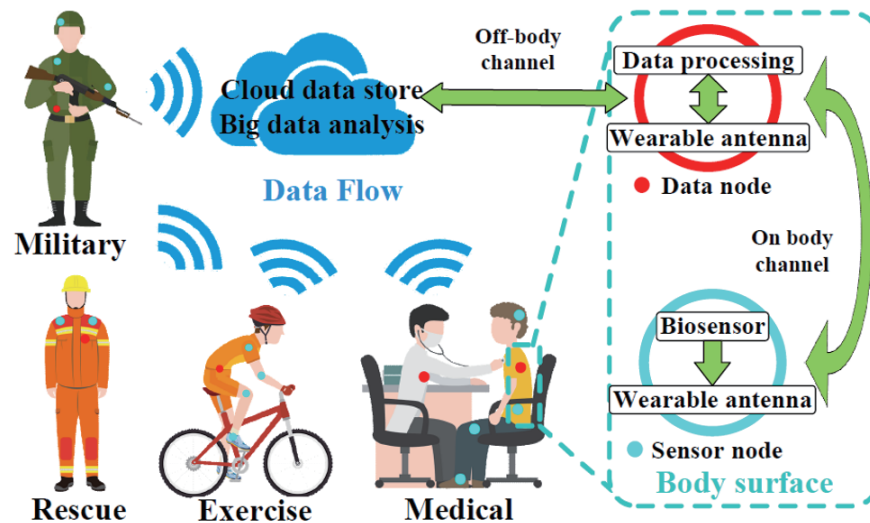 Off-body
channel
Cloud data store
Big data analysis
Data Flow
Data processing
Wearable antenna
Data node
Military
On body
channel
Biosensor
Wearable antenna
Sensor node
Body surface
Rescue
Exercise
Medical